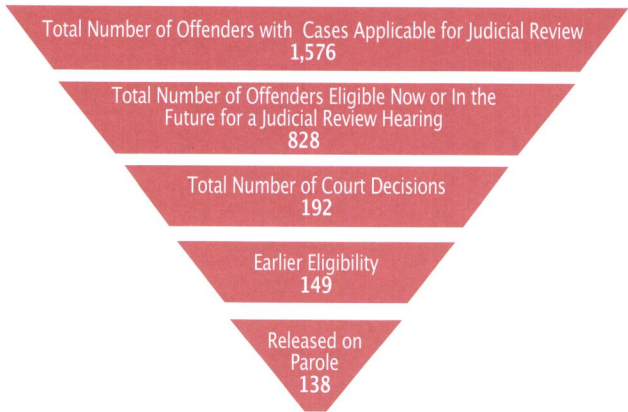 Total Number of Offenders with Cases Applicable for Judicial Review
1,576
Total Number of Offenders Eligible Now or In the
Future for a Judicial Review Hearing
828
Total Number of Court Decisions
192
Earlier Eligibility
149
Released on
Parole
138